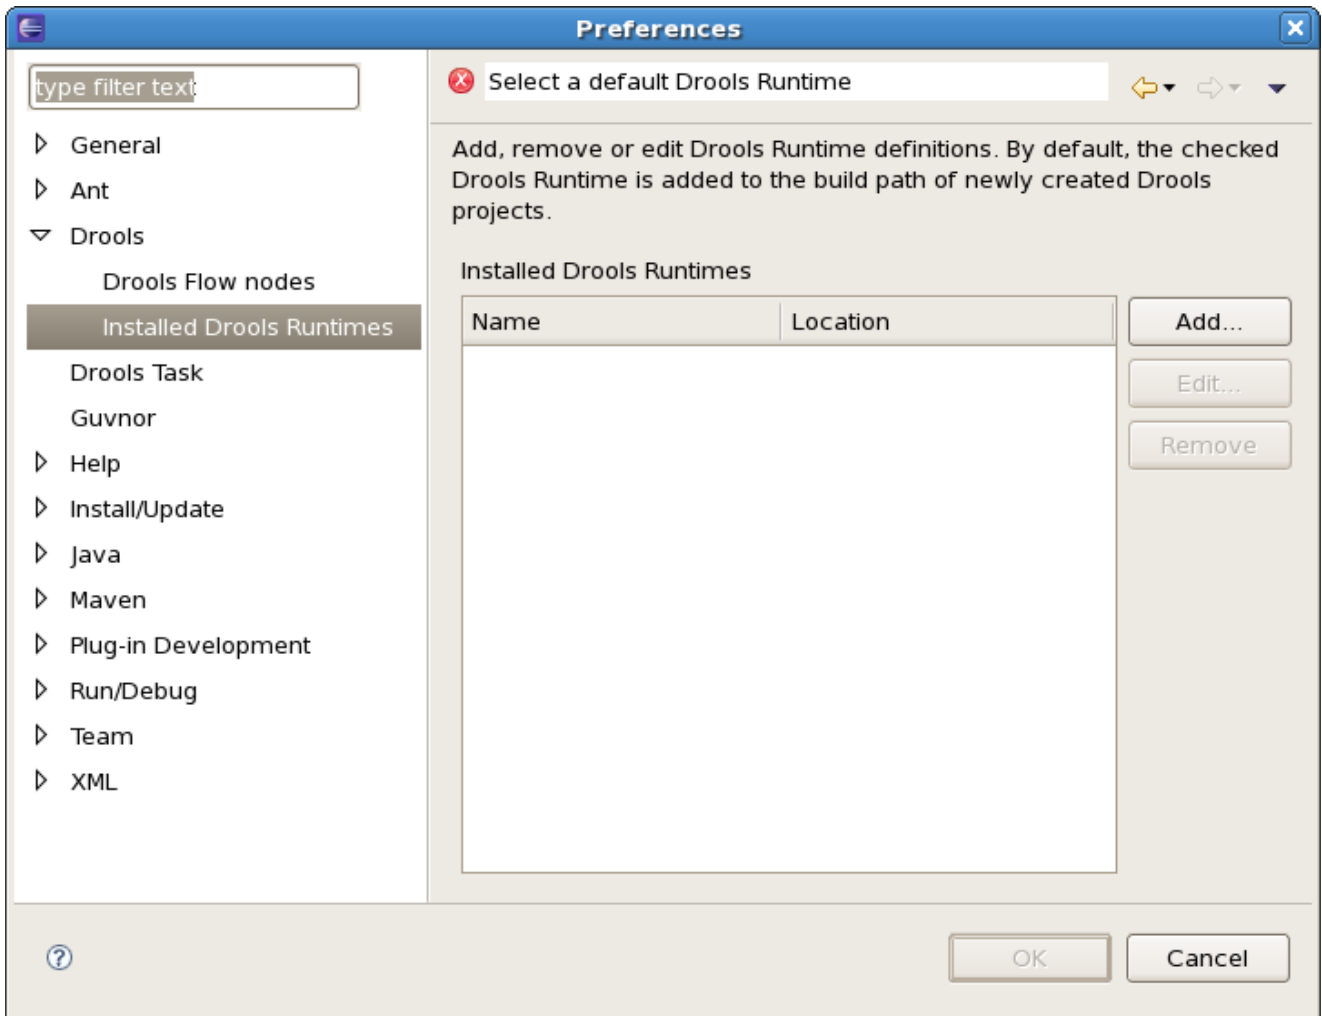 Preferences
type filter text
General
Ant
Drools
Drools Flow nodes
Installed Drools Runtimes
Drools Task
Guvnor
Help
Install/Update
Java
Maven
Plug-in Development
Run/Debug
Team
XML
Select a default Drools Runtime
Add, remove or edit Drools Runtime definitions. By default, the checked
Drools Runtime is added to the build path of newly created Drools
projects.
Installed Drools Runtimes
Name Location
Add...
Edit...
Remove
OK Cancel